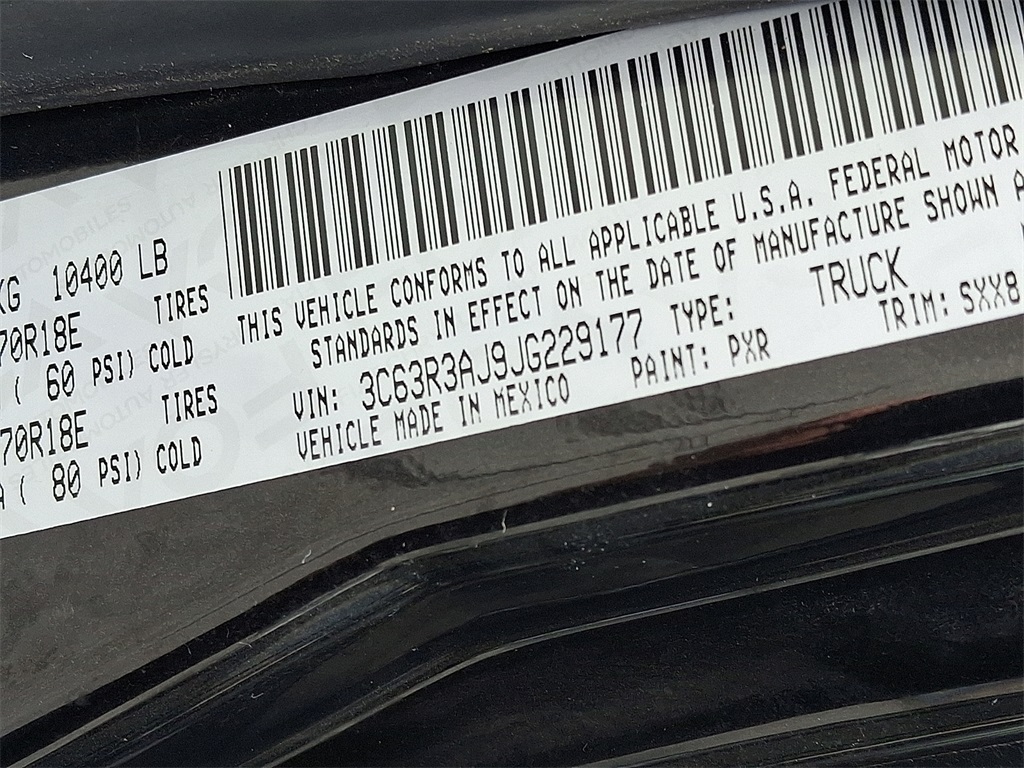 KG 10400 LB
70R18E TIRES
( 60 PSI) COLD
70R18E TIRES
( 80 PSI) COLD
THIS VEHICLE CONFORMS TO ALL APPLICABLE U.S.A. FEDERAL MOTOR
STANDARDS IN EFFECT ON THE DATE OF MANUFACTURE SHOWN A
VIN: 3C63R3AJ9JG229177 TYPE: TRUCK
VEHICLE MADE IN MEXICO PAINT: PXR TRIM: SXX8